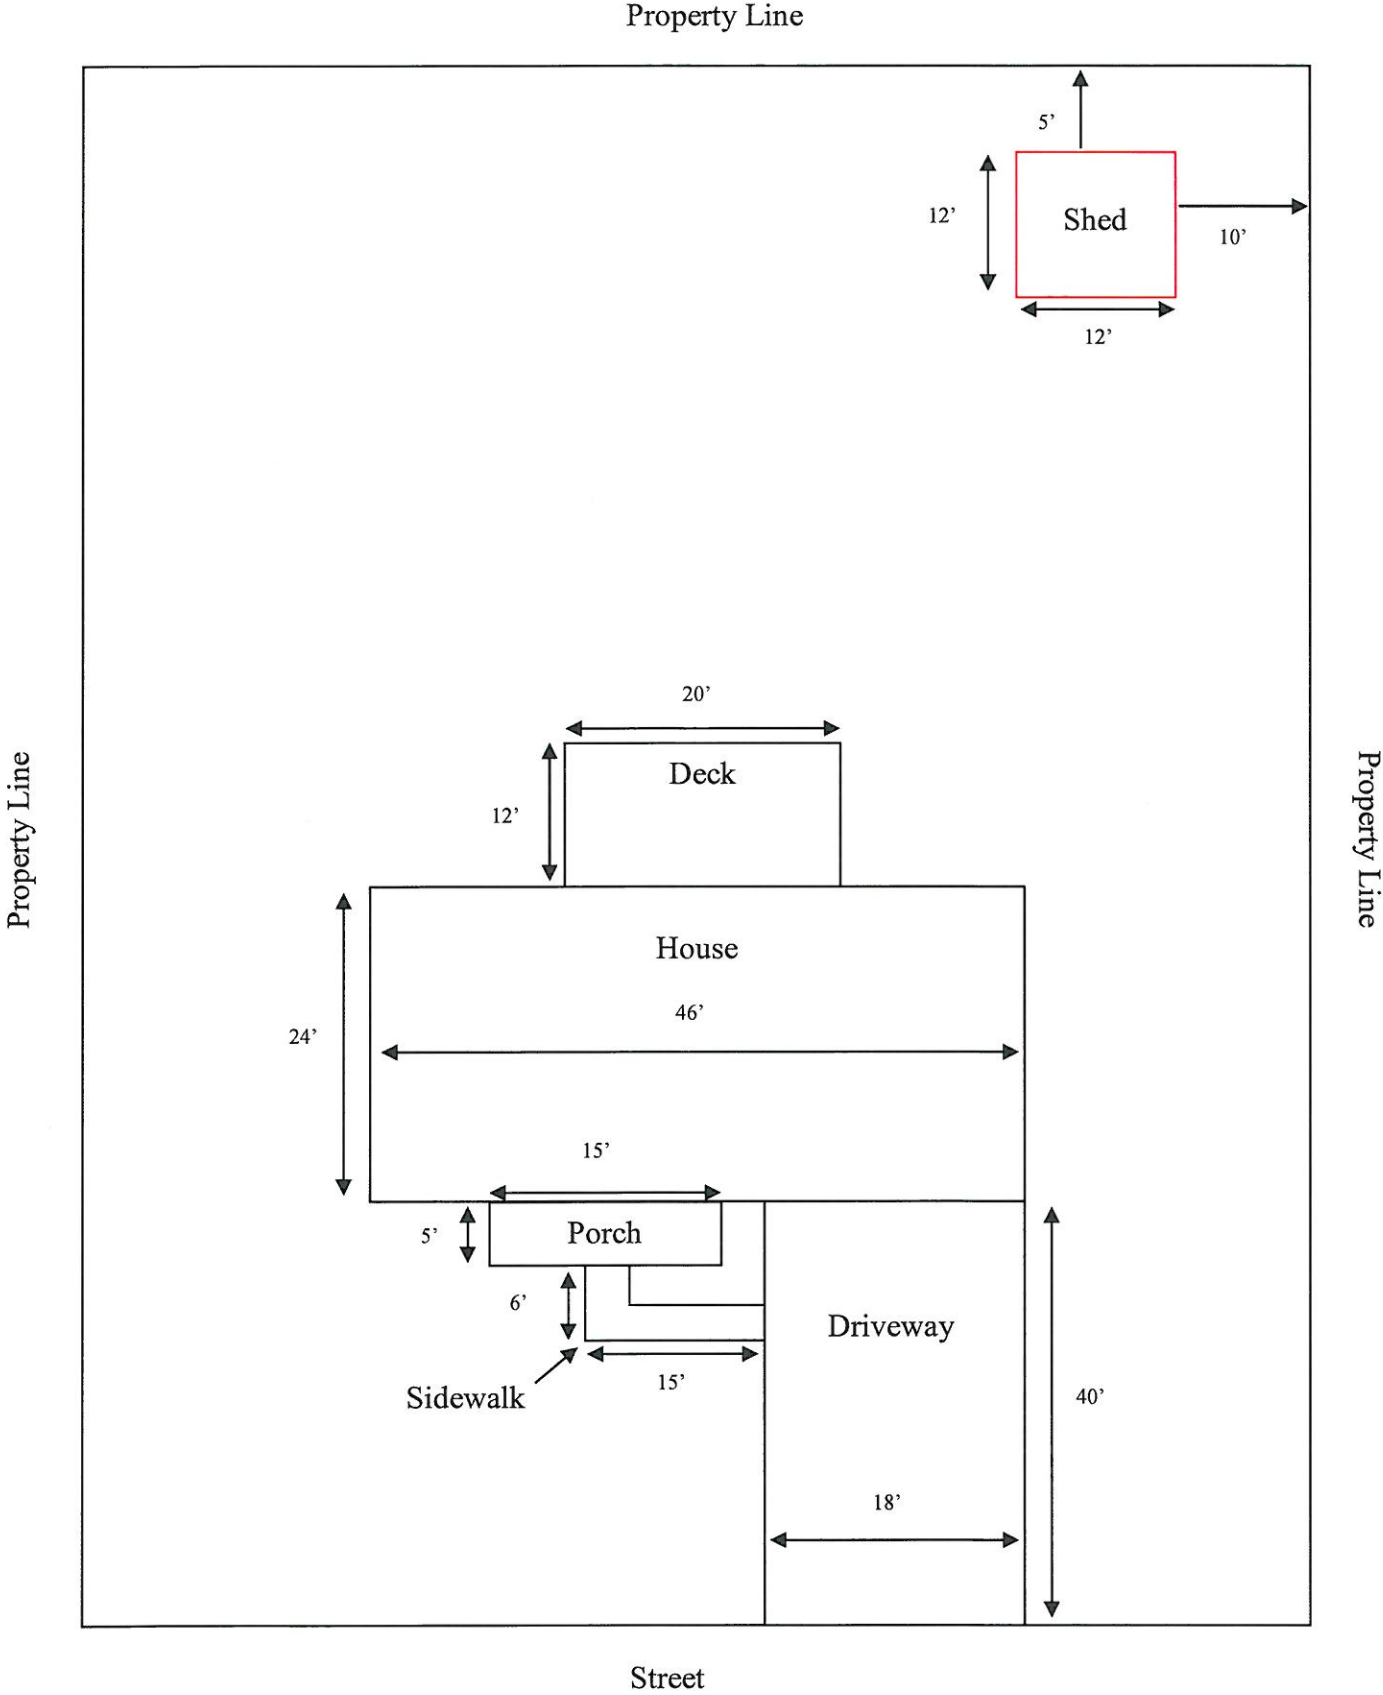 Property Line
5’
12’
Shed
10’
12’
20’
Deck
12’
Property Line
Property Line
House
46’
24’
15’
5’
Porch
6’
Driveway
15’
Sidewalk
40’
18’
Street